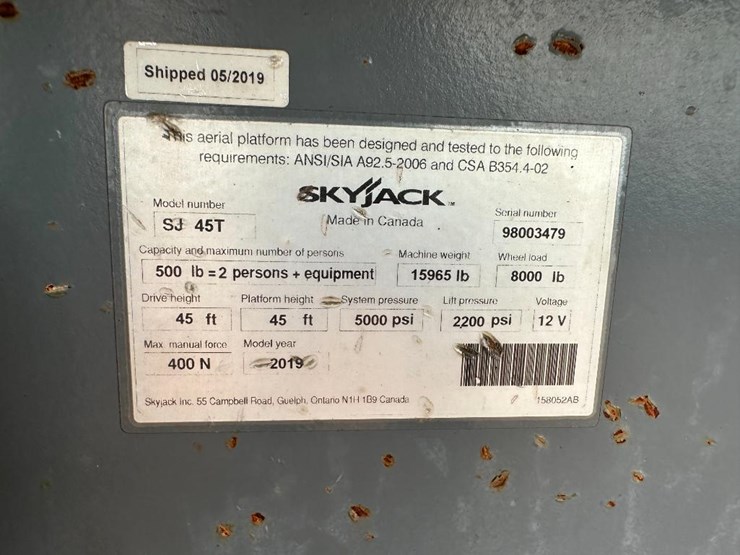 Shipped 05/2019
This aerial platform has been designed and tested to the following
requirements: ANSI/SIA A92.5-2006 and CSA B354.4-02
SKYJACK™
Made in Canada
Model number
SJ 45T
Serial number
98003479
Capacity and maximum number of persons
500 lb = 2 persons + equipment
Machine weight
15965 lb
Wheel load
8000 lb
Drive height
45 ft
Platform height
45 ft
System pressure
5000 psi
Lift pressure
2200 psi
Voltage
12 V
Max. manual force
400 N
Model year
2019
Skyjack Inc. 55 Campbell Road, Guelph, Ontario N1H 1B9 Canada
158052AB